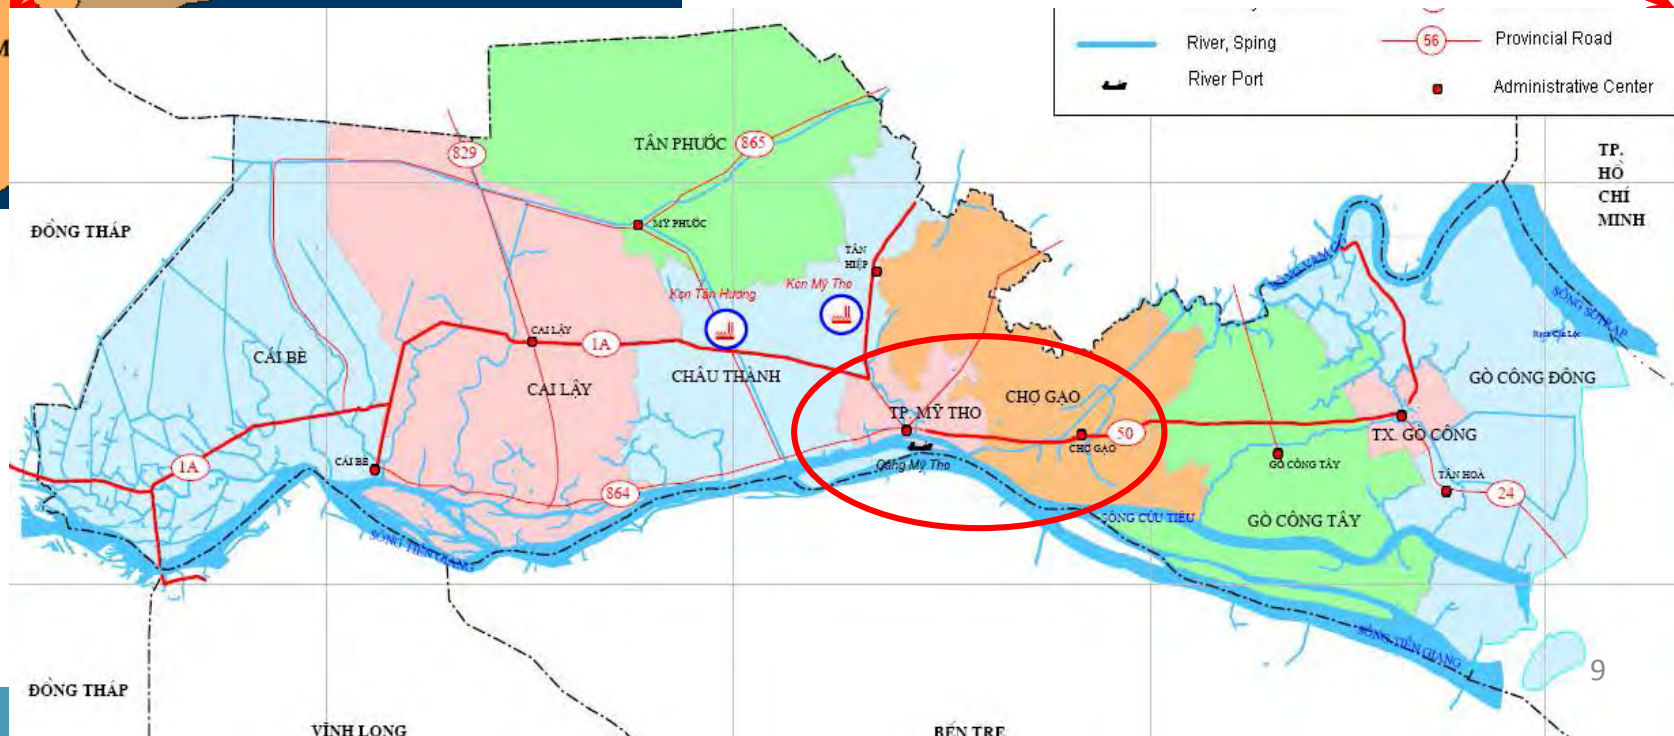 River, Sping
56
Provincial Road
River Port
Administrative Center
M
TP.
HỒ
CHÍ
MINH
829
TÂN PHƯỚC
865
ĐỒNG THÁP
MỸ PHƯỚC
TÂN
HIỆP
Kcn Tân Hương
Kcn Mỹ Tho
SÔNG VÀM CỎ
SÔNG SOÀI RẠP
CÁI BÈ
CAI LẬY
1A
CHÂU THÀNH
CAI LẬY
TP. MỸ THO
CHỢ GẠO
GÒ CÔNG ĐÔNG
50
CHỢ GẠO
TX. GÒ CÔNG
CÁI BÈ
1A
Cảng Mỹ Tho
GÒ CÔNG TÂY
TÂN HOÀ
864
24
SÔNG CỬU TIỂU
GÒ CÔNG TÂY
SÔNG TIỀN GIANG
SÔNG TIỀN GIANG
9
ĐỒNG THÁP
VĨNH LONG
BẾN TRE